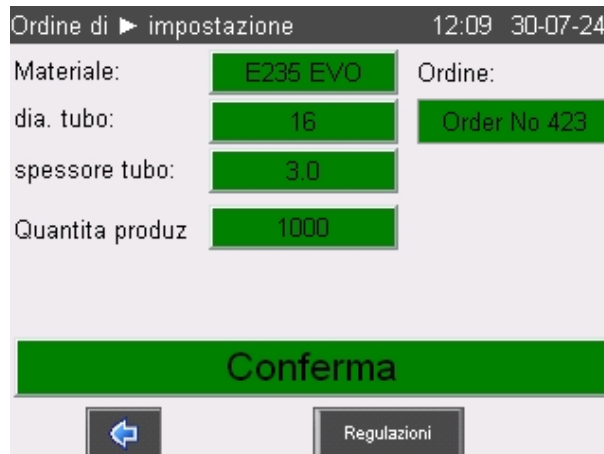 Ordine di ► impostazione 12:09 30-07-24
Materiale: E235 EVO Ordine:
dia. tubo: 16 Order No 423
spessore tubo: 3.0
Quantita produz 1000
Conferma
Regulazioni